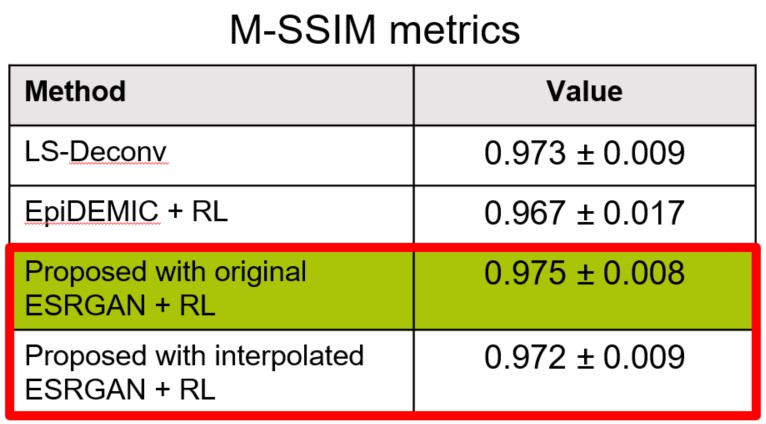 M-SSIM metrics
Method Value
LS-Deconv 0.973 ± 0.009
EpiDEMIC + RL 0.967 ± 0.017
Proposed with original 0.975 ± 0.008
ESRGAN + RL
Proposed with interpolated 0.972 ± 0.009
ESRGAN + RL